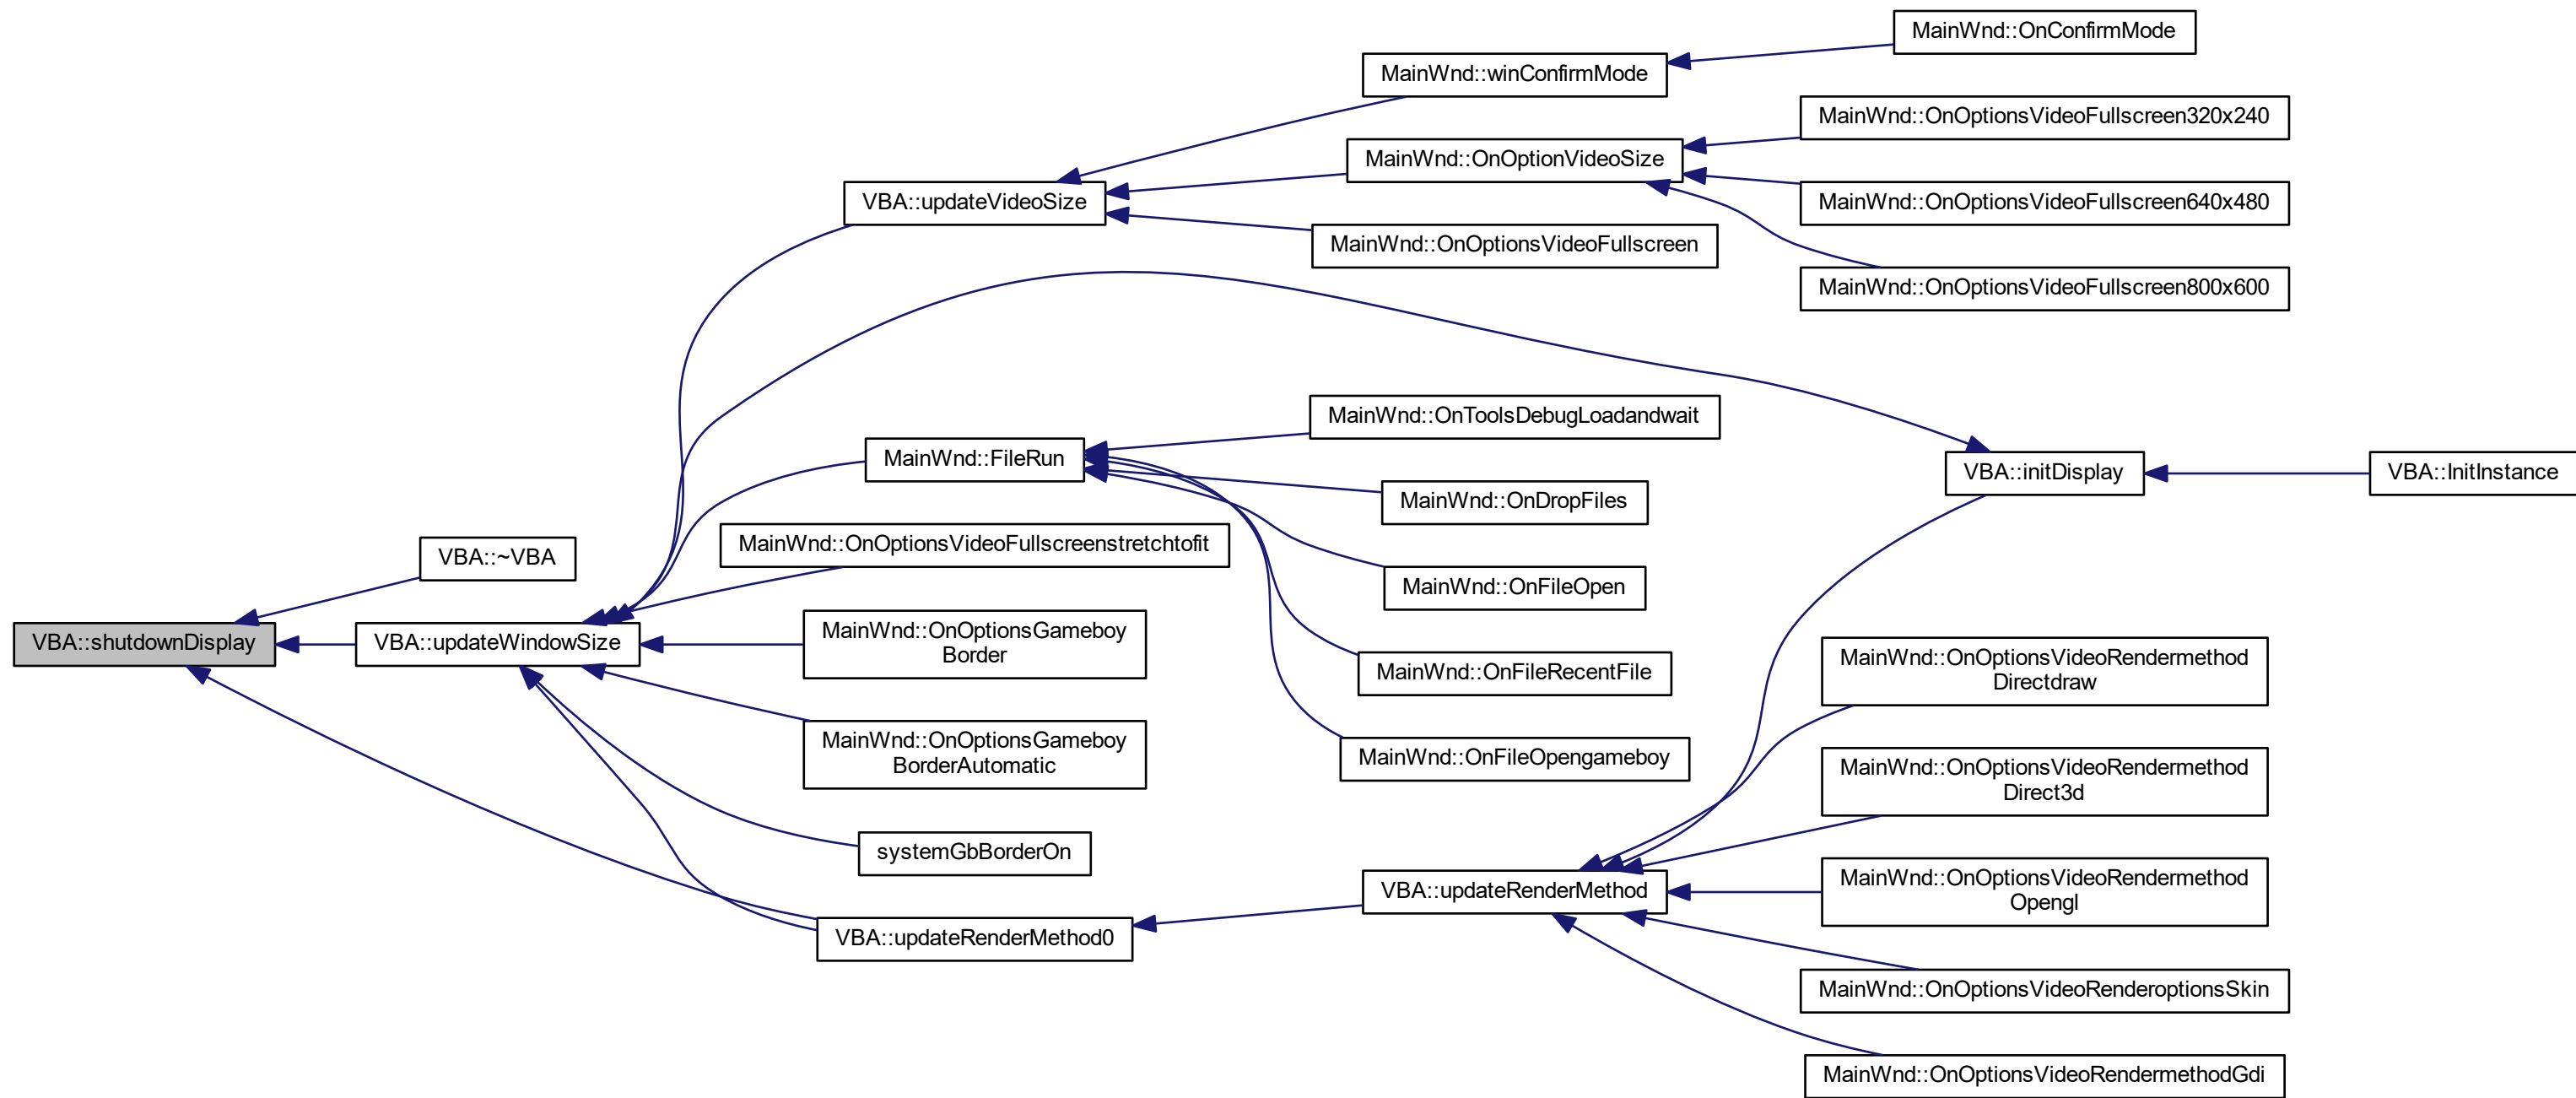 MainWnd::OnConfirmMode
MainWnd::winConfirmMode
MainWnd::OnOptionsVideoFullscreen320x240
MainWnd::OnOptionVideoSize
VBA::updateVideoSize
MainWnd::OnOptionsVideoFullscreen640x480
MainWnd::OnOptionsVideoFullscreen
MainWnd::OnOptionsVideoFullscreen800x600
MainWnd::OnToolsDebugLoadandwait
MainWnd::FileRun
VBA::initDisplay
VBA::InitInstance
MainWnd::OnDropFiles
MainWnd::OnOptionsVideoFullscreenstretchtofit
VBA::~VBA
MainWnd::OnFileOpen
VBA::shutdownDisplay
VBA::updateWindowSize
MainWnd::OnOptionsGameboy
Border
MainWnd::OnFileRecentFile
MainWnd::OnOptionsVideoRendermethod
Directdraw
MainWnd::OnOptionsGameboy
BorderAutomatic
MainWnd::OnFileOpengameboy
MainWnd::OnOptionsVideoRendermethod
Direct3d
systemGbBorderOn
VBA::updateRenderMethod
MainWnd::OnOptionsVideoRendermethod
Opengl
VBA::updateRenderMethod0
MainWnd::OnOptionsVideoRenderoptionsSkin
MainWnd::OnOptionsVideoRendermethodGdi